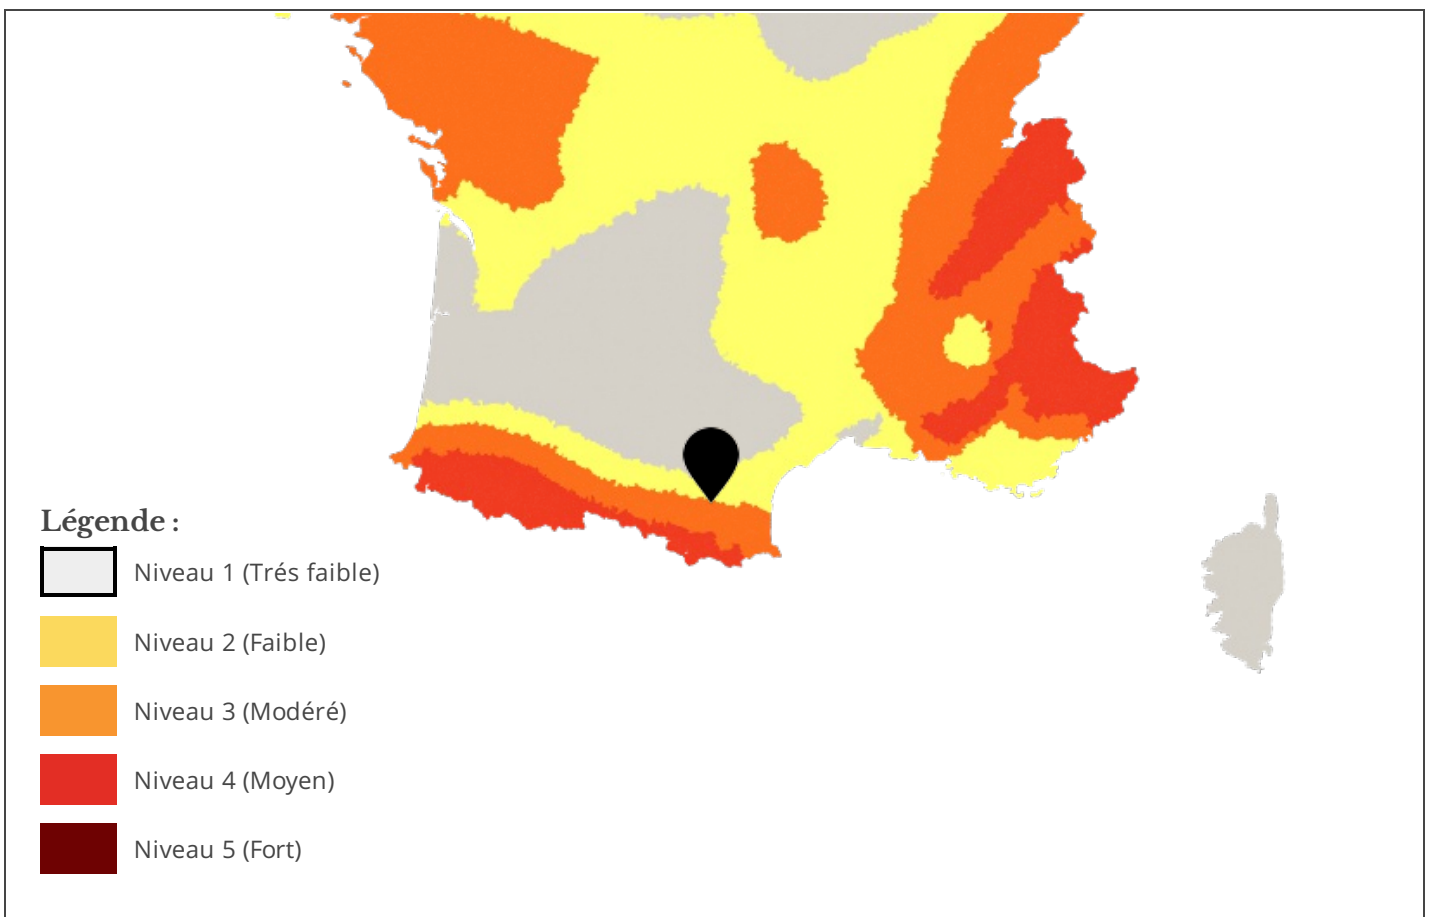 Légende :
Niveau 1 (Trés faible)
Niveau 2 (Faible)
Niveau 3 (Modéré)
Niveau 4 (Moyen)
Niveau 5 (Fort)